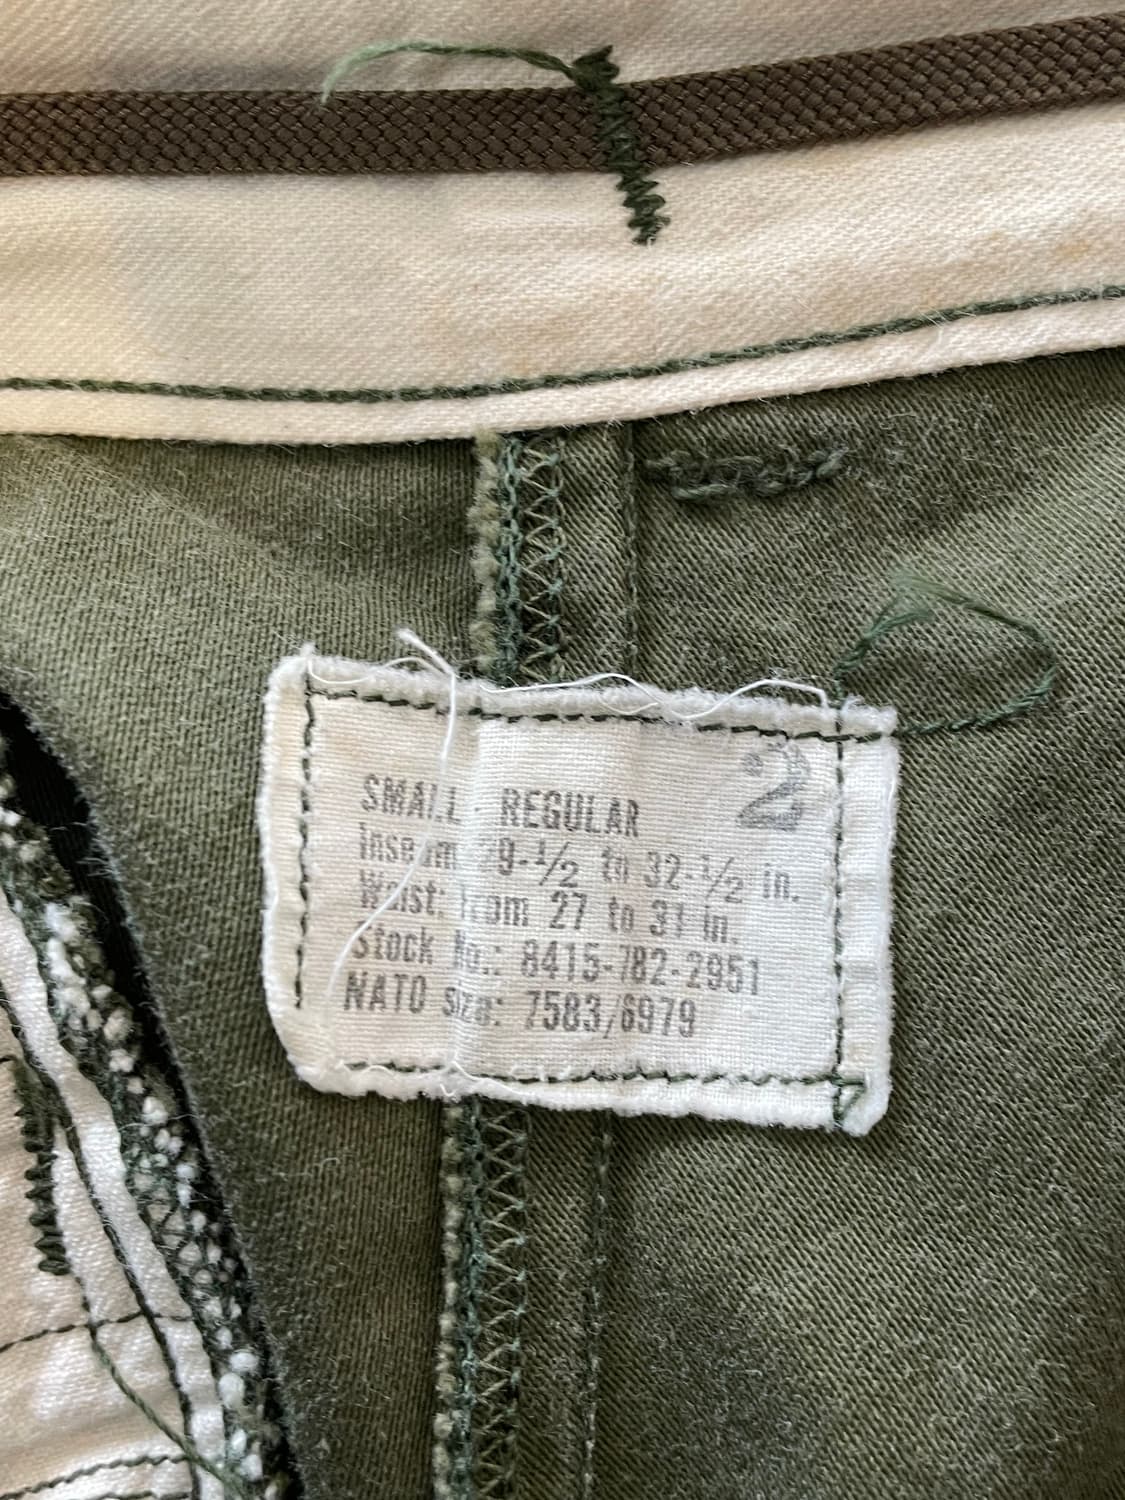 2
SMALL - REGULAR
Inseam 29-1/2 to 32-1/2 in.
Waist: from 27 to 31 in.
Stock No.: 8415-782-2951
NATO size: 7583/6979